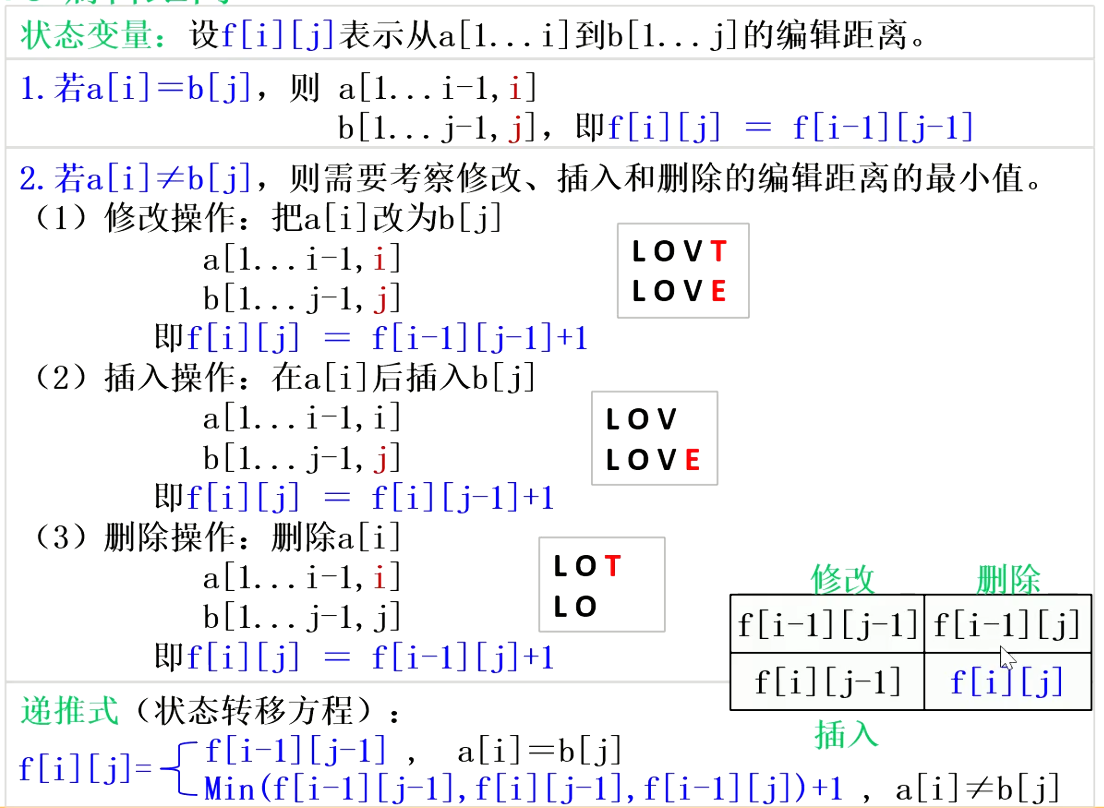 状态变量：设f[i][j]表示从a[1...i]到b[1...j]的编辑距离。
1.若a[i]＝b[j]，则 a[1...i-1,i]
b[1...j-1,j]，即f[i][j] ＝ f[i-1][j-1]
2.若a[i]≠b[j]，则需要考察修改、插入和删除的编辑距离的最小值。
（1）修改操作：把a[i]改为b[j]
a[1...i-1,i]
b[1...j-1,j]
即f[i][j] ＝ f[i-1][j-1]+1
L O V T
L O V E
（2）插入操作：在a[i]后插入b[j]
a[1...i-1,i]
b[1...j-1,j]
即f[i][j] ＝ f[i][j-1]+1
L O V
L O V E
（3）删除操作：删除a[i]
a[1...i-1,i]
b[1...j-1,j]
即f[i][j] ＝ f[i-1][j]+1
L O T
L O
修改 删除
f[i-1][j-1] f[i-1][j]
f[i][j-1] f[i][j]
插入
递推式（状态转移方程）：
f[i][j]=
f[i-1][j-1] ， a[i]＝b[j]
Min(f[i-1][j-1],f[i][j-1],f[i-1][j])+1 ，a[i]≠b[j]